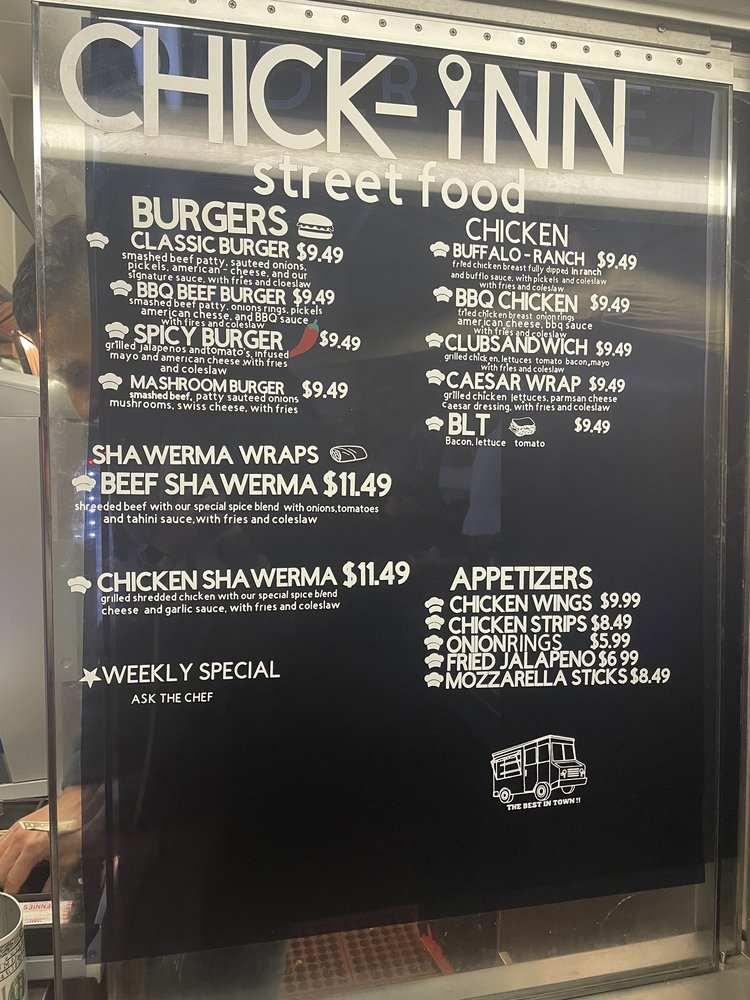 CHICK-iNN
street food
BURGERS
CLASSIC BURGER $9.49
smashed beef patty, sauteed onions,
pickels, american-cheese, and our
signature sauce, with fries and cloeslaw
BBQ BEEF BURGER $9.49
smashed beef patty, onions rings, pickels
american chesse, and BBQ sauce
with fires and coleslaw
SPICY BURGER $9.49
grilled jalapenos andtomato's, infused
mayo and american cheese with fries
and coleslaw
MASHROOM BURGER $9.49
smashed beef, patty sauteed onions
mushrooms, swiss cheese, with fries
SHAWERMA WRAPS
BEEF SHAWERMA $11.49
shreeded beef with our special spice blend with onions,tomatoes
and tahini sauce,with fries and coleslaw
CHICKEN SHAWERMA $11.49
grilled shredded chicken with our special spice blend
cheese and garlic sauce, with fries and coleslaw
WEEKLY SPECIAL
ASK THE CHEF
CHICKEN
BUFFALO-RANCH $9.49
fried chicken breast fully dipped in ranch
and bufflo sauce, with pickels and coleslaw
with fries and coleslaw
BBQ CHICKEN $9.49
fried chicken breast onion rings
american cheese, bbq sauce
with fries and coleslaw
CLUBSANDWICH $9.49
grilled chicken, lettuces tomato bacon,mayo
with fries and coleslaw
CAESAR WRAP $9.49
grilled chicken lettuces, parmsan cheese
caesar dressing, with fries and coleslaw
BLT $9.49
Bacon, lettuce tomato
APPETIZERS
CHICKEN WINGS $9.99
CHICKEN STRIPS $8.49
ONIONRINGS $5.99
FRIED JALAPENO $6 99
MOZZARELLA STICKS $8.49
THE BEST IN TOWN!!